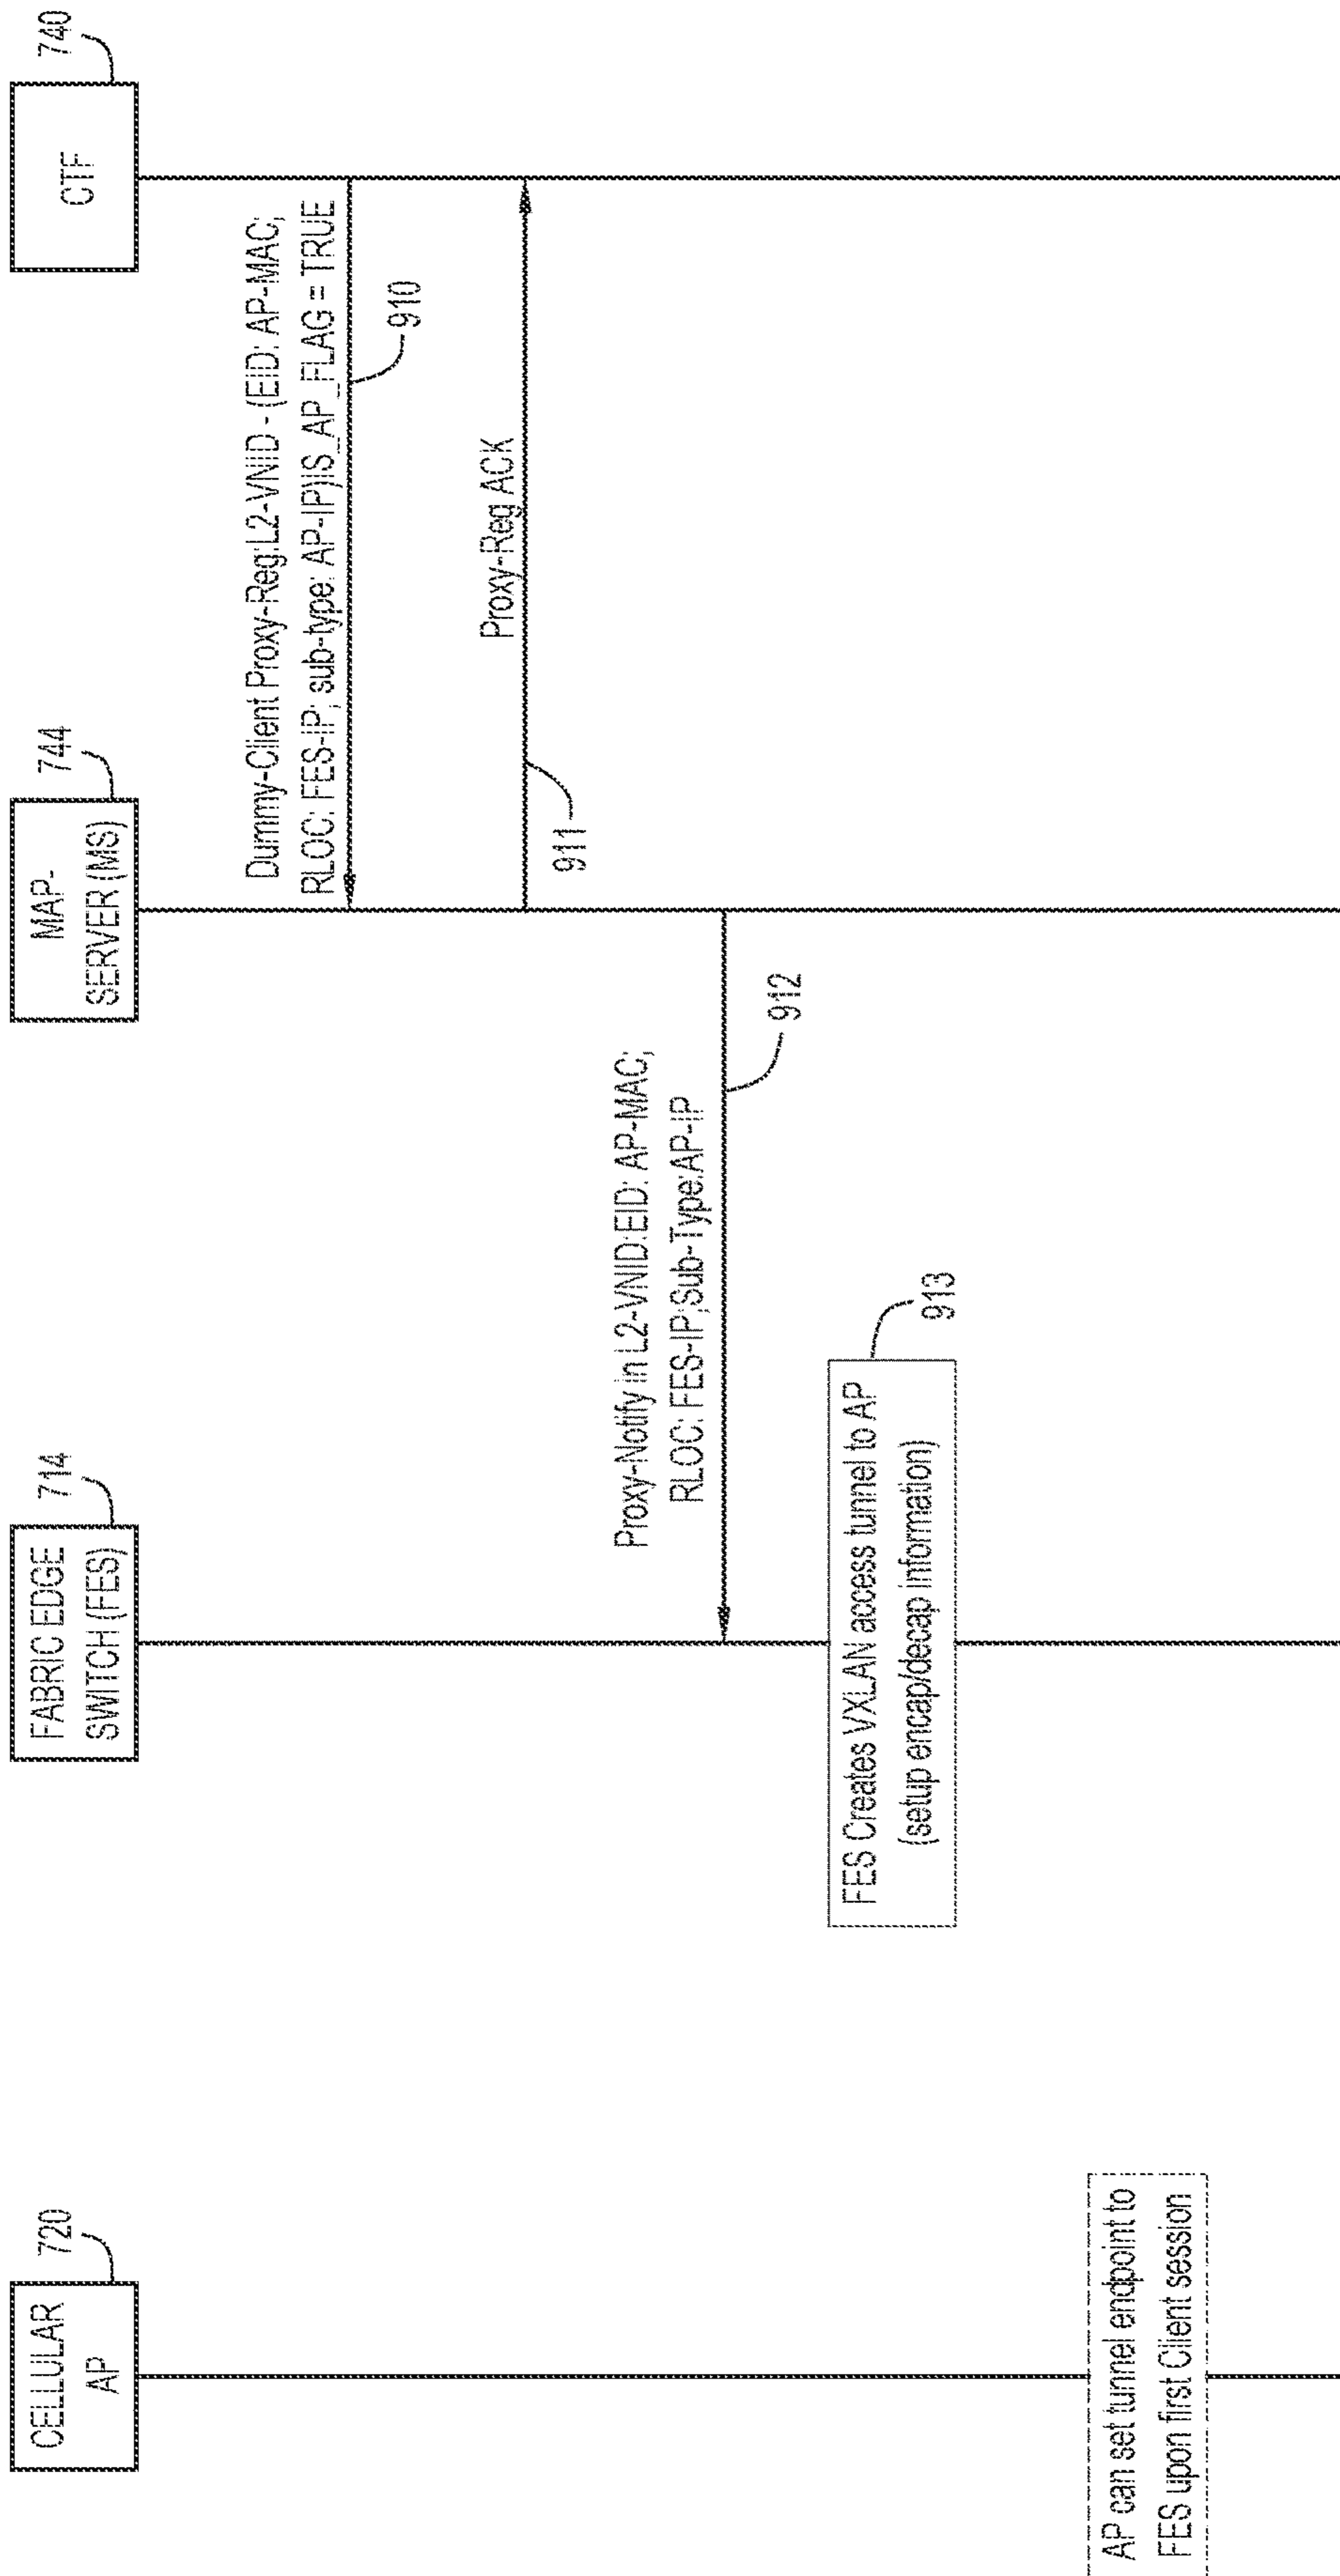 CELLULAR
AP
720
FABRIC EDGE
SWITCH (FES)
714
MAP-
SERVER (MS)
744
CTF
740
Dummy-Client Proxy-Reg:L2-VNID - (EID: AP-MAC;
RLOC: FES-IP; sub-type: AP-IP)IS_AP_FLAG = TRUE
910
Proxy-Reg ACK
911
Proxy-Notify in L2-VNID:EID: AP-MAC;
RLOC: FES-IP;Sub-Type:AP-IP
912
FES Creates VXLAN access tunnel to AP
(setup encap/decap information)
913
AP can set tunnel endpoint to
FES upon first Client session